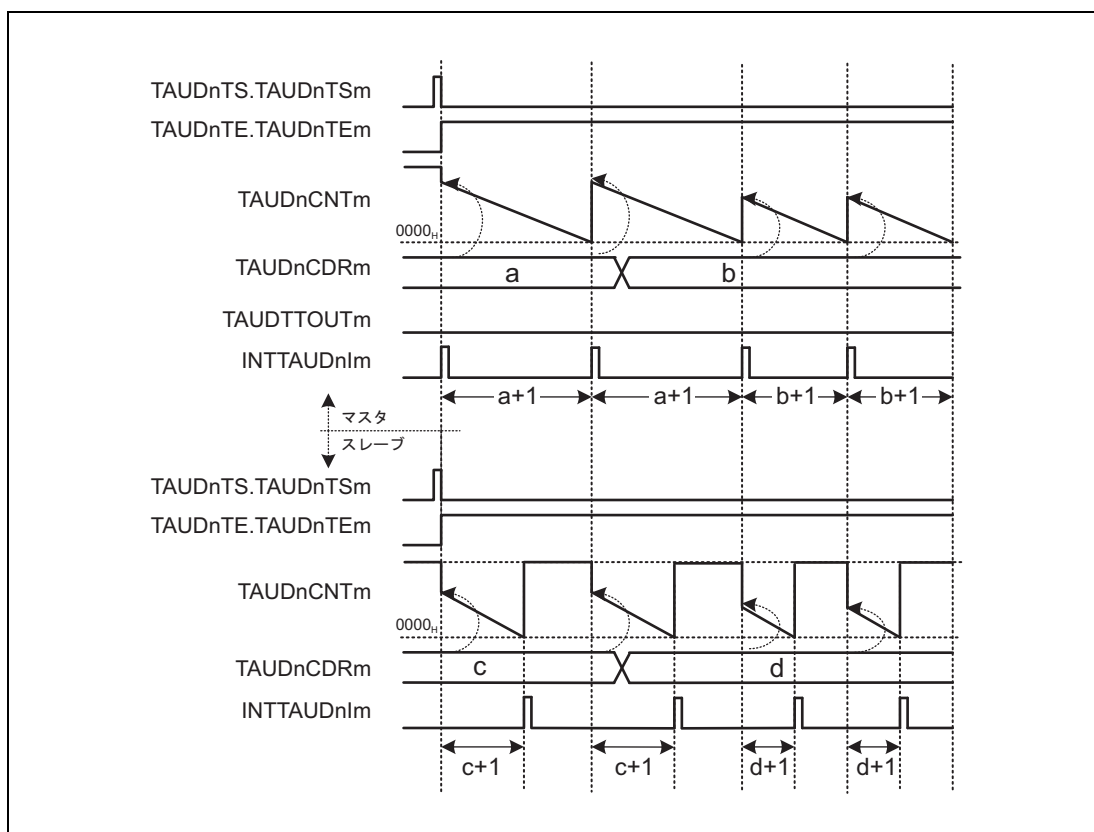 TAUDnTS.TAUDnTSm
TAUDnTE.TAUDnTEm
TAUDnCNTm
0000H
TAUDnCDRm
a
b
TAUDTTOUTm
INTTAUDnIm
a+1
a+1
b+1
b+1
マスタ
スレーブ
TAUDnTS.TAUDnTSm
TAUDnTE.TAUDnTEm
TAUDnCNTm
0000H
TAUDnCDRm
c
d
INTTAUDnIm
c+1
c+1
d+1
d+1